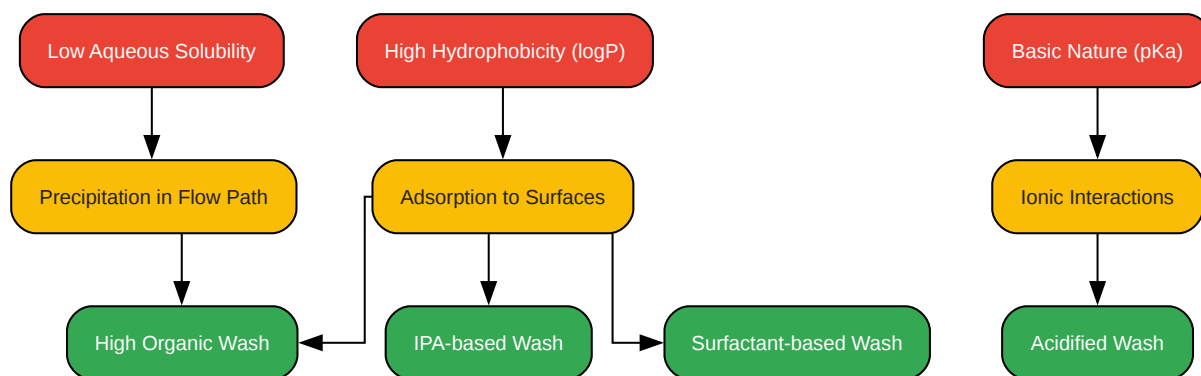 Low Aqueous Solubility
High Hydrophobicity (logP)
Basic Nature (pKa)
Precipitation in Flow Path
Adsorption to Surfaces
Ionic Interactions
High Organic Wash
IPA-based Wash
Surfactant-based Wash
Acidified Wash